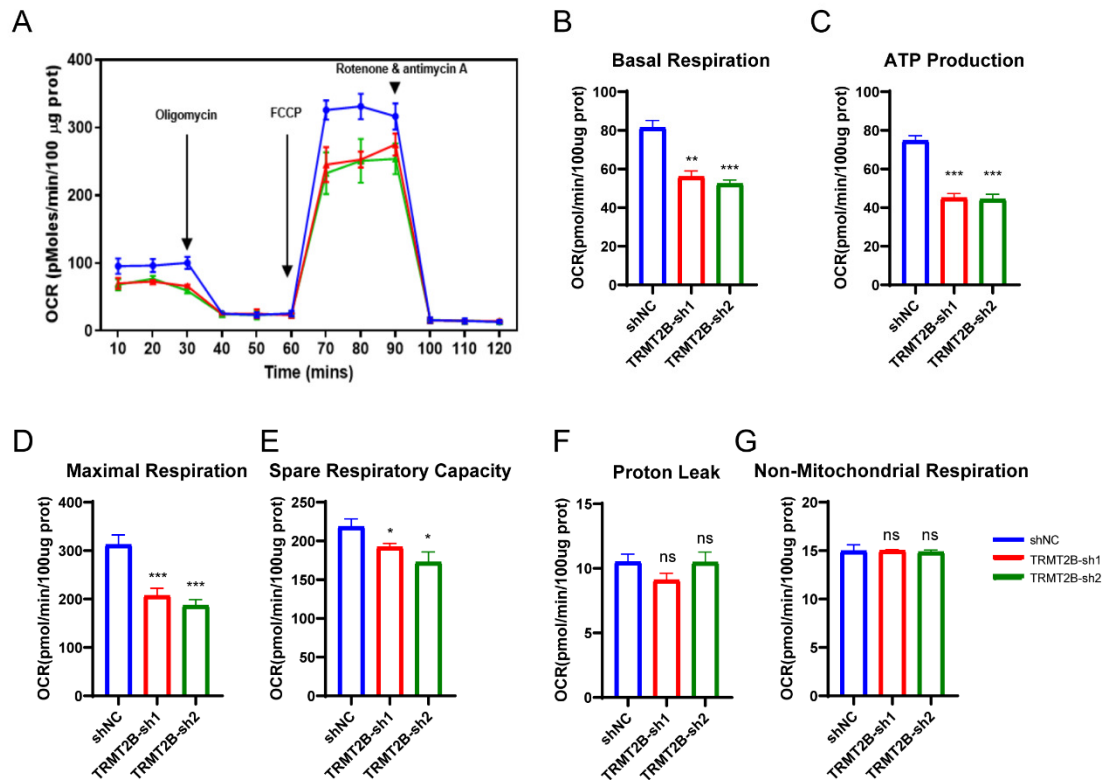 A
OCR (pMoles/min/100 µg prot)
400
300
200
100
0
Oligomycin
FCCP
Rotenone & antimycin A
10 20 30 40 50 60 70 80 90 100 110 120
Time (mins)
B
Basal Respiration
OCR(pmol/min/100ug prot)
100
80
60
40
20
0
**
***
shNC
TRMT2B-sh1
TRMT2B-sh2
C
ATP Production
OCR(pmol/min/100ug prot)
100
80
60
40
20
0
***
***
shNC
TRMT2B-sh1
TRMT2B-sh2
D
Maximal Respiration
OCR(pmol/min/100ug prot)
400
300
200
100
0
***
***
shNC
TRMT2B-sh1
TRMT2B-sh2
E
Spare Respiratory Capacity
OCR(pmol/min/100ug prot)
250
200
150
100
50
0
*
*
shNC
TRMT2B-sh1
TRMT2B-sh2
F
Proton Leak
OCR(pmol/min/100ug prot)
15
10
5
0
ns
ns
shNC
TRMT2B-sh1
TRMT2B-sh2
G
Non-Mitochondrial Respiration
OCR(pmol/min/100ug prot)
20
15
10
5
0
ns
ns
shNC
TRMT2B-sh1
TRMT2B-sh2
shNC
TRMT2B-sh1
TRMT2B-sh2